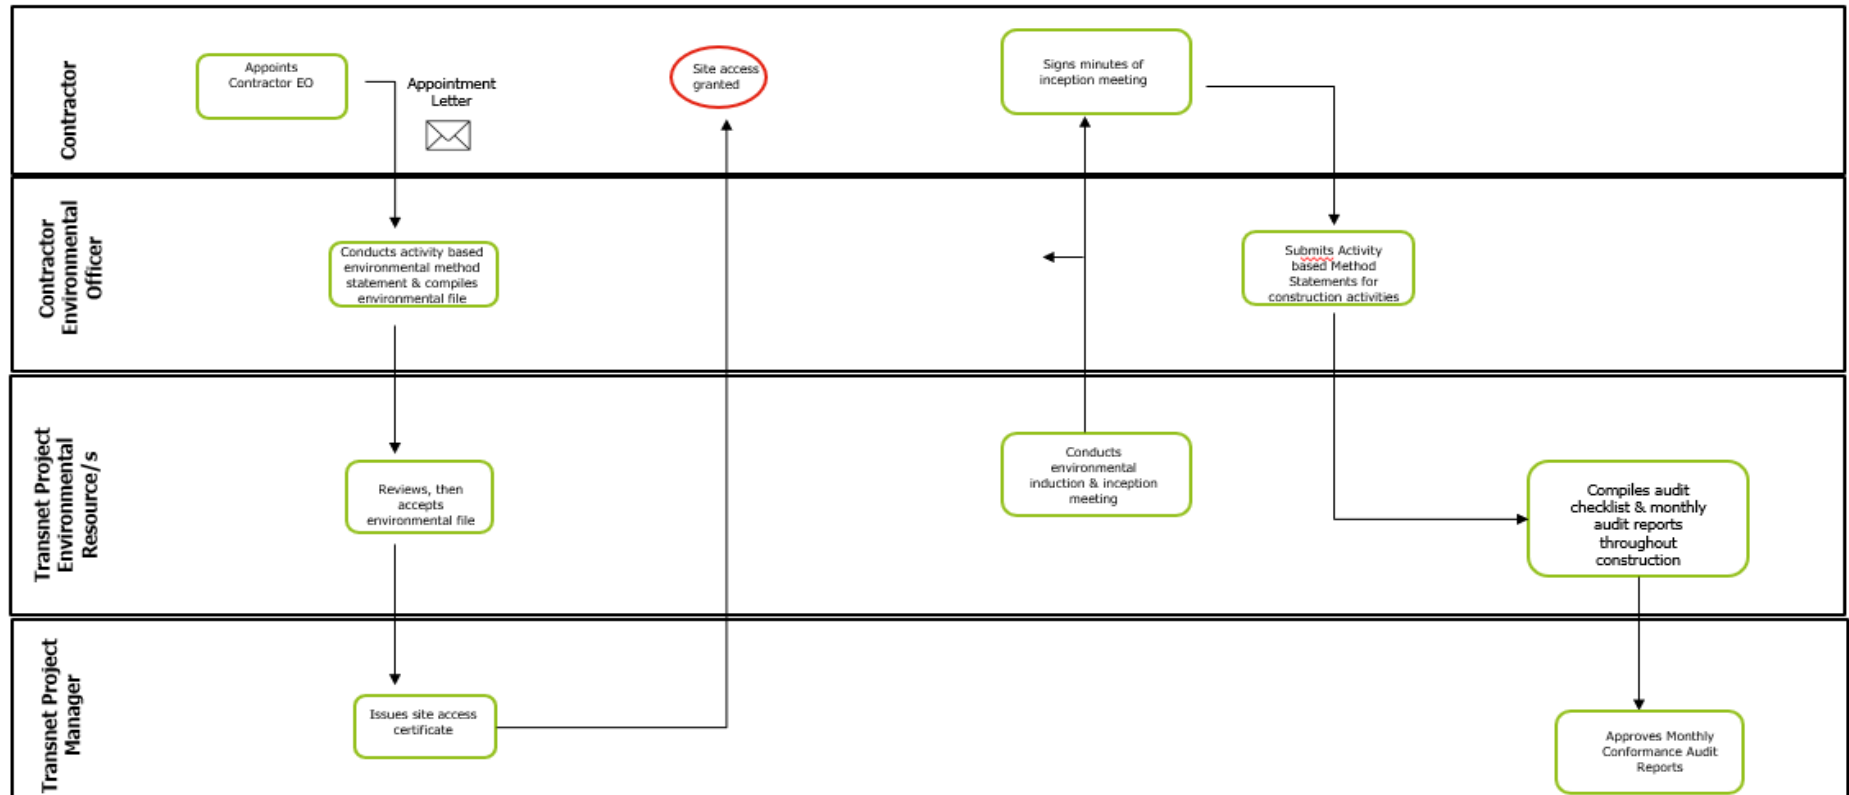 Contractor
Appoints
Contractor EO
Appointment
Letter
Site access
granted
Signs minutes of
inception meeting
Contractor
Environmental
Officer
Conducts activity based
environmental method
statement & compiles
environmental file
Submits Activity
based Method
Statements for
construction activities
Transnet Project
Environmental
Resource/s
Reviews, then
accepts
environmental file
Conducts
environmental
induction & inception
meeting
Compiles audit
checklist & monthly
audit reports
throughout
construction
Transnet Project
Manager
Issues site access
certificate
Approves Monthly
Conformance Audit
Reports